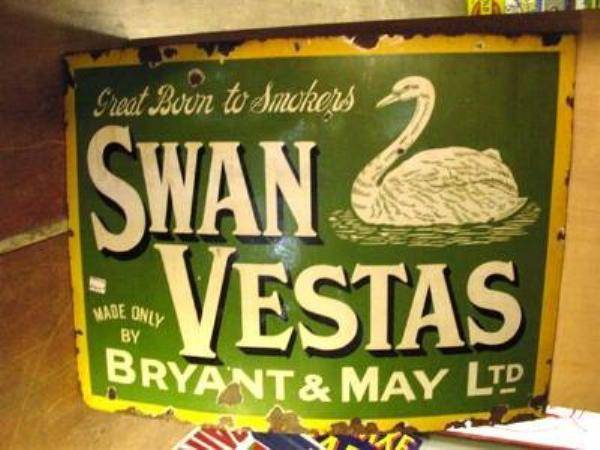 Great Boon to Smokers
SWAN
VESTAS
MADE ONLY
BY
BRYANT & MAY LTD